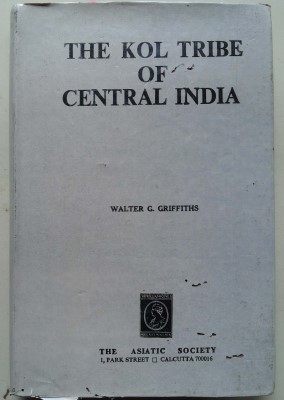 THE KOL TRIBE
OF
CENTRAL INDIA
WALTER G. GRIFFITHS
THE ASIATIC SOCIETY
1, PARK STREET □ CALCUTTA 700016